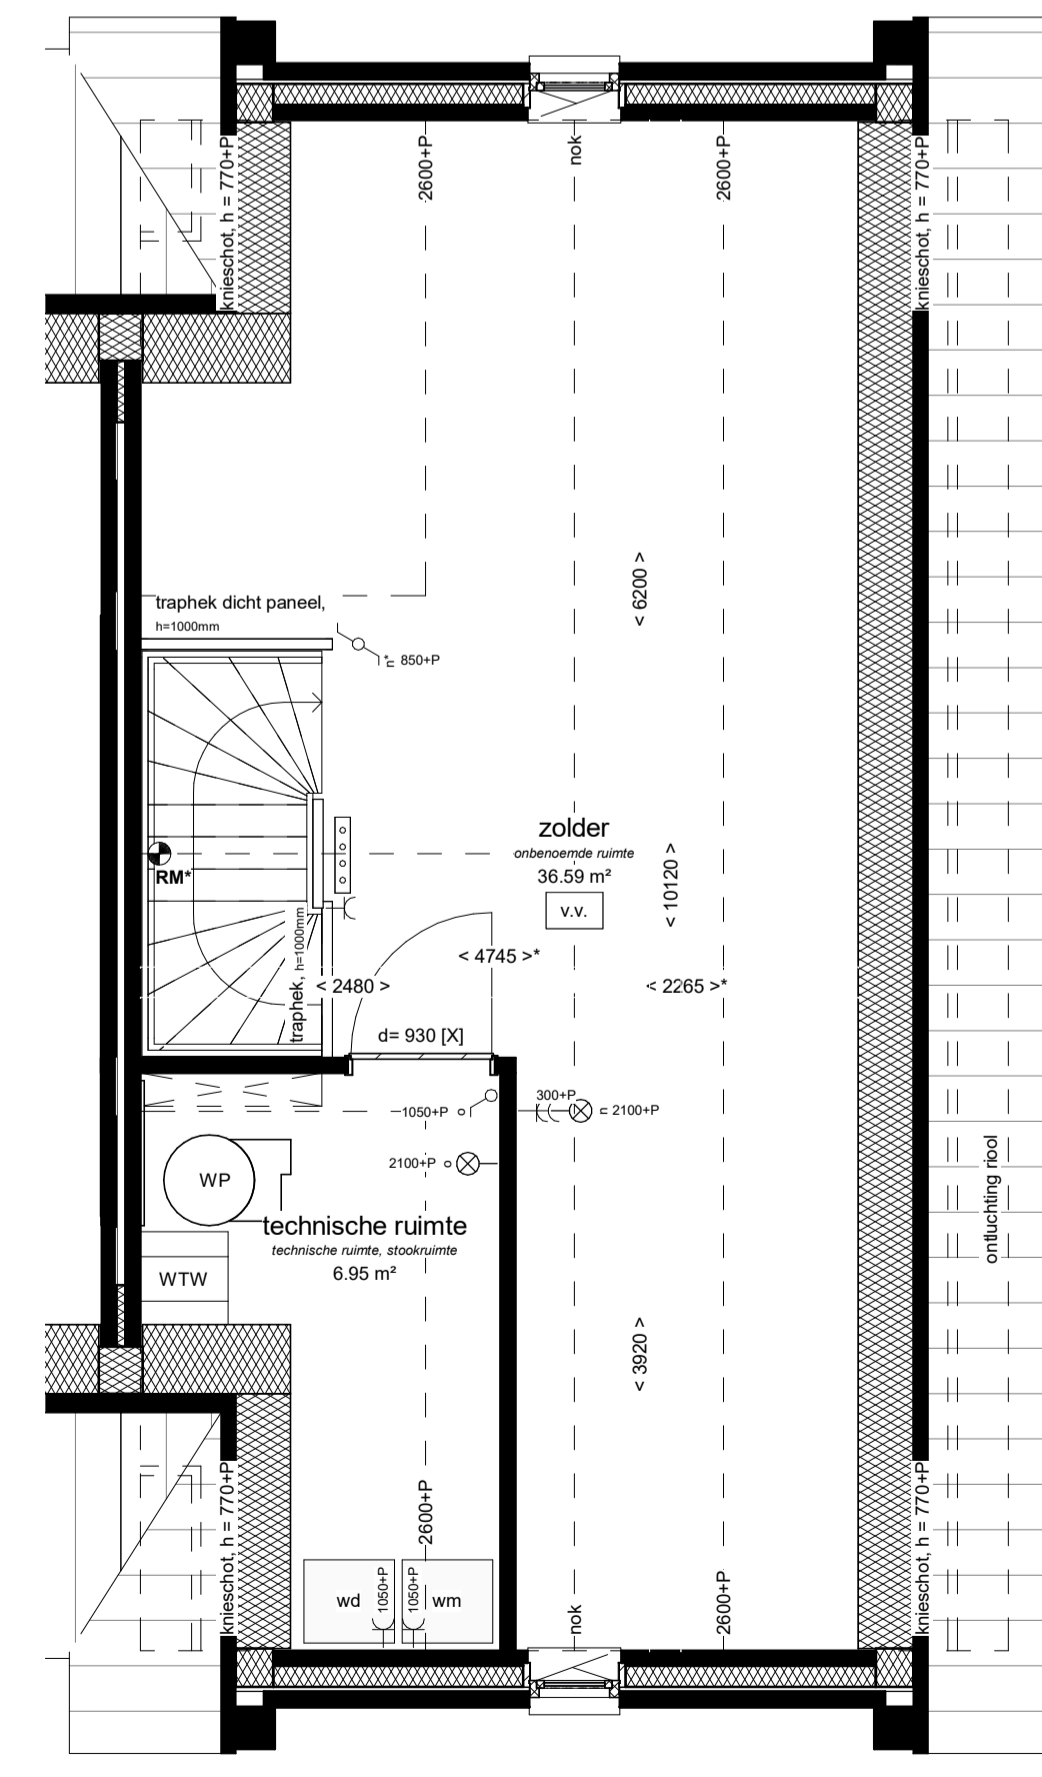 knieschot, h = 770+P
2600+P
nok
2600+P
knieschot, h = 770+P
< 6200 >
traphek dicht paneel,
h=1000mm
n* 850+P
zolder
onbenoemde ruimte
36.59 m²
v.v.
RM*
< 10120 >
traphek, h=1000mm
< 4745 >*
< 2480 >
< 2265 >*
d= 930 [X]
300+P
1050+P
2100+P
2100+P
WP
technische ruimte
technische ruimte, stookruimte
6.95 m²
WTW
ontluchting riool
< 3920 >
knieschot, h = 770+P
2600+P
wd
1050+P
1050+P
wm
nok
2600+P
knieschot, h = 770+P